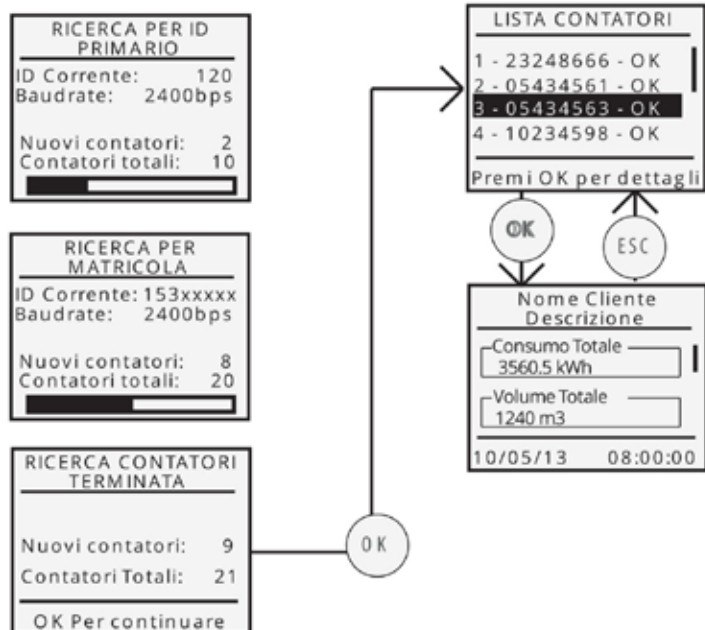 RICERCA PER ID
PRIMARIO
ID Corrente: 120
Baudrate: 2400bps
Nuovi contatori: 2
Contatori totali: 10
RICERCA PER
MATRICOLA
ID Corrente: 153xxxxx
Baudrate: 2400bps
Nuovi contatori: 8
Contatori totali: 20
RICERCA CONTATORI
TERMINATA
Nuovi contatori: 9
Contatori Totali: 21
OK Per continuare
OK
LISTA CONTATORI
1 - 23248666 - OK
2 - 05434561 - OK
3 - 05434563 - OK
4 - 10234598 - OK
Premi OK per dettagli
OK
ESC
Nome Cliente
Descrizione
Consumo Totale
3560.5 kWh
Volume Totale
1240 m3
10/05/13 08:00:00